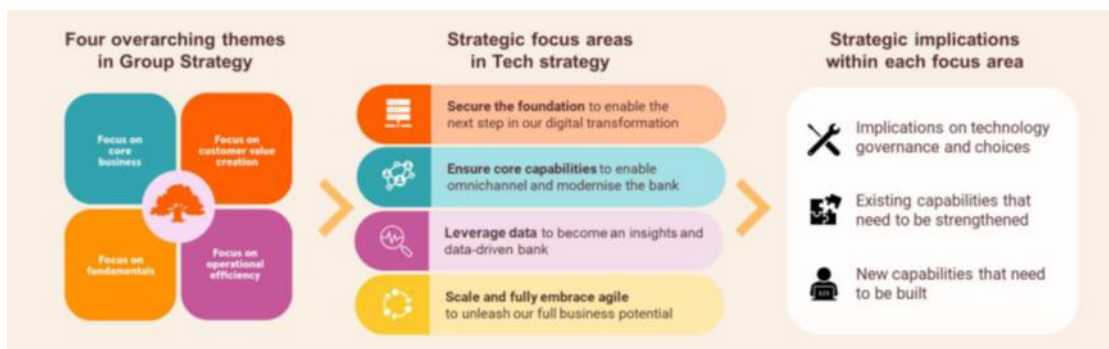 Four overarching themes
in Group Strategy
Focus on
core
business
Focus on
customer value
creation
Focus on
fundamentals
Focus on
operational
efficiency
Strategic focus areas
in Tech strategy
Secure the foundation to enable the
next step in our digital transformation
Ensure core capabilities to enable
omnichannel and modernise the bank
Leverage data to become an insights and
data-driven bank
Scale and fully embrace agile
to unleash our full business potential
Strategic implications
within each focus area
Implications on technology
governance and choices
Existing capabilities that
need to be strengthened
New capabilities that need
to be built